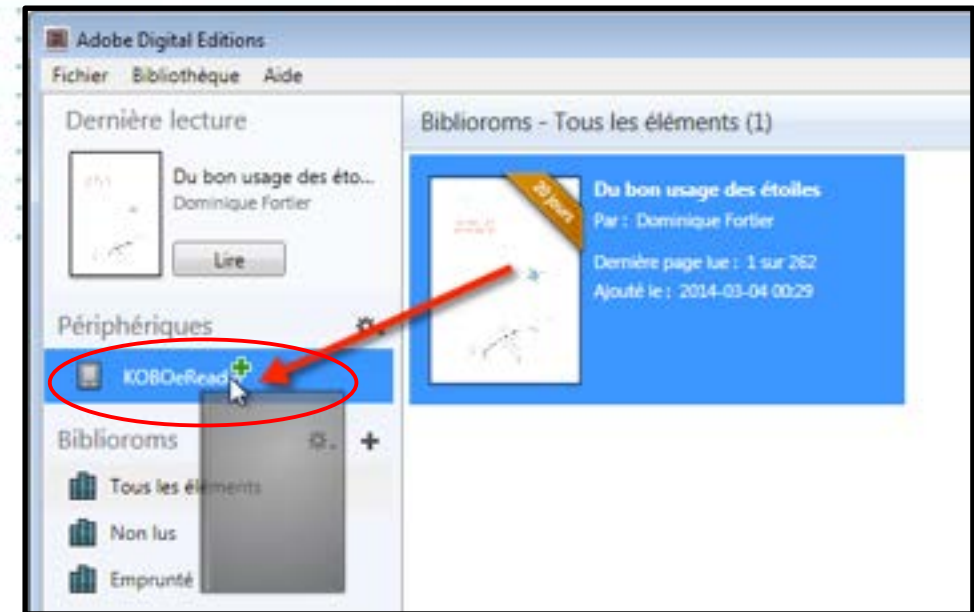 Adobe Digital Editions
Fichier Bibliothèque Aide
Dernière lecture
Du bon usage des éto...
Dominique Fortier
Lire
Périphériques
KOBOeRead
Biblioroms
Tous les éléments
Non lus
Emprunté
Biblioroms - Tous les éléments (1)
20 jours
Du bon usage des étoiles
Par : Dominique Fortier
Dernière page lue : 1 sur 262
Ajouté le : 2014-03-04 00:29